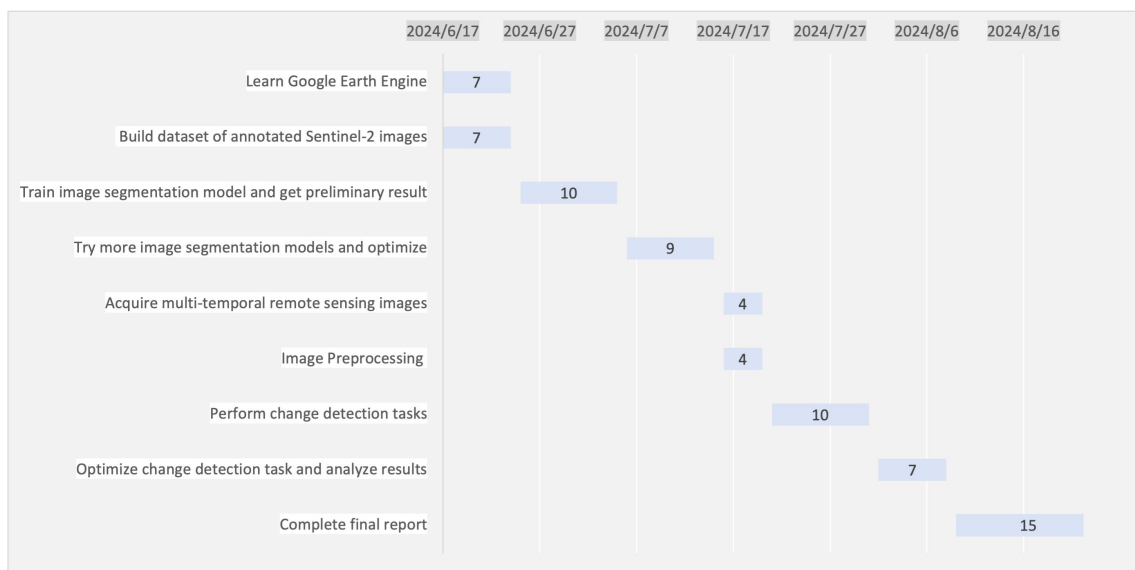 2024/6/17 2024/6/27 2024/7/7 2024/7/17 2024/7/27 2024/8/6 2024/8/16
Learn Google Earth Engine 7
Build dataset of annotated Sentinel-2 images 7
Train image segmentation model and get preliminary result 10
Try more image segmentation models and optimize 9
Acquire multi-temporal remote sensing images 4
Image Preprocessing 4
Perform change detection tasks 10
Optimize change detection task and analyze results 7
Complete final report 15